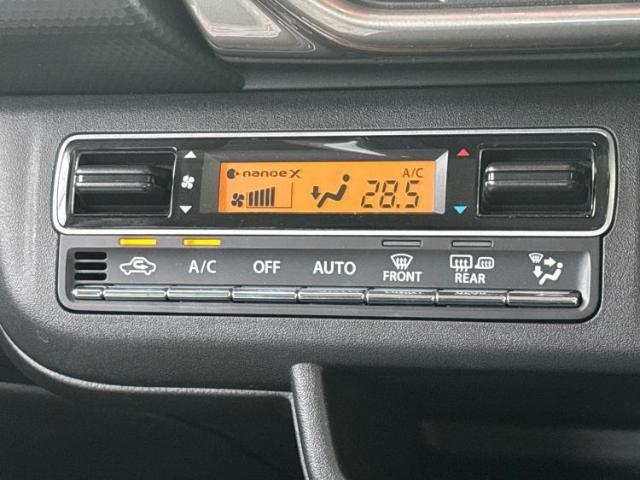 nanoe X
A/C
28.5
A/C
OFF
AUTO
FRONT
REAR